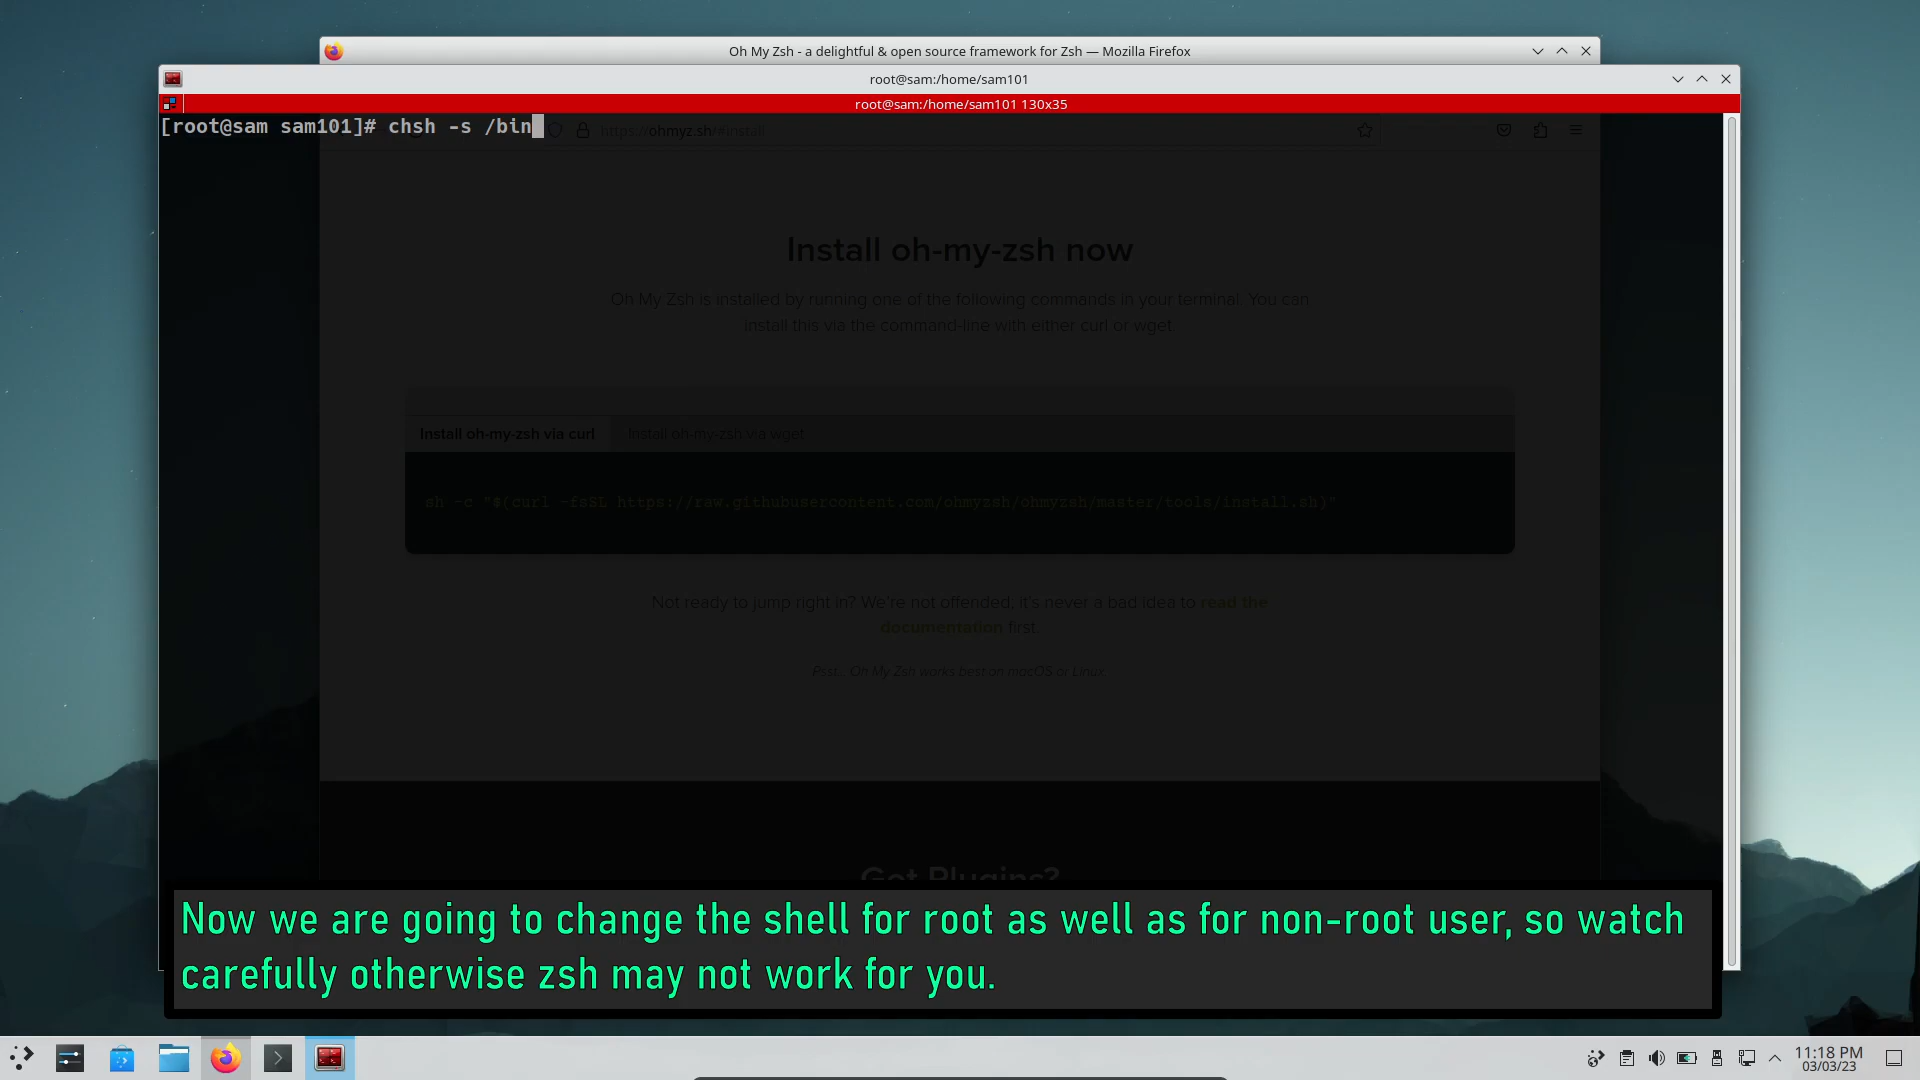 Oh My Zsh - a delightful & open source framework for Zsh — Mozilla Firefox
root@sam:/home/sam101
root@sam:/home/sam101 130x35
[root@sam sam101]# chsh -s /bin
https://ohmyz.sh/#install
Install oh-my-zsh now
Oh My Zsh is installed by running one of the following commands in your terminal. You can
install this via the command-line with either curl or wget.
Install oh-my-zsh via curl
Install oh-my-zsh via wget
sh -c "$(curl -fsSL https://raw.githubusercontent.com/ohmyzsh/ohmyzsh/master/tools/install.sh)"
Not ready to jump right in? We're not offended; it's never a bad idea to read the
documentation first.
Psst... Oh My Zsh works best on macOS or Linux.
Got Plugins?
Now we are going to change the shell for root as well as for non-root user, so watch
carefully otherwise zsh may not work for you.
11:18 PM
03/03/23